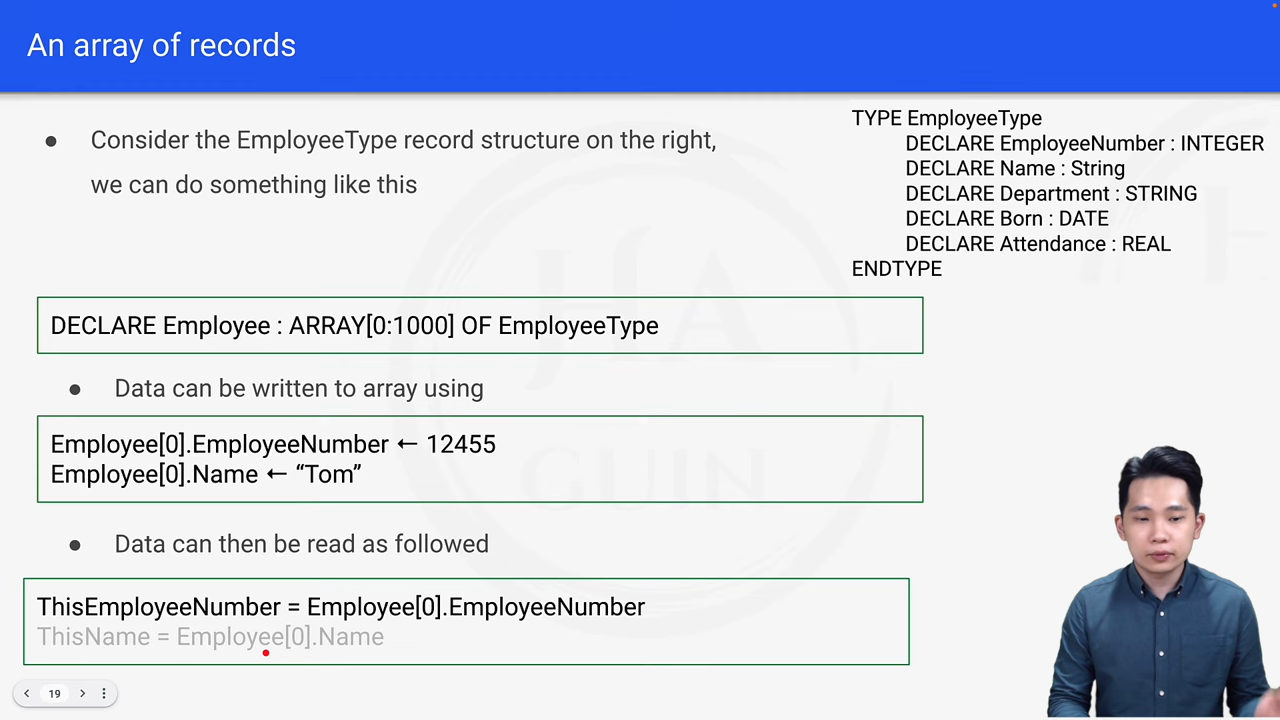 An array of records
● Consider the EmployeeType record structure on the right,
we can do something like this
TYPE EmployeeType
DECLARE EmployeeNumber : INTEGER
DECLARE Name : String
DECLARE Department : STRING
DECLARE Born : DATE
DECLARE Attendance : REAL
ENDTYPE
DECLARE Employee : ARRAY[0:1000] OF EmployeeType
● Data can be written to array using
Employee[0].EmployeeNumber ← 12455
Employee[0].Name ← “Tom”
● Data can then be read as followed
ThisEmployeeNumber = Employee[0].EmployeeNumber
ThisName = Employee[0].Name
19
HA
GUIN